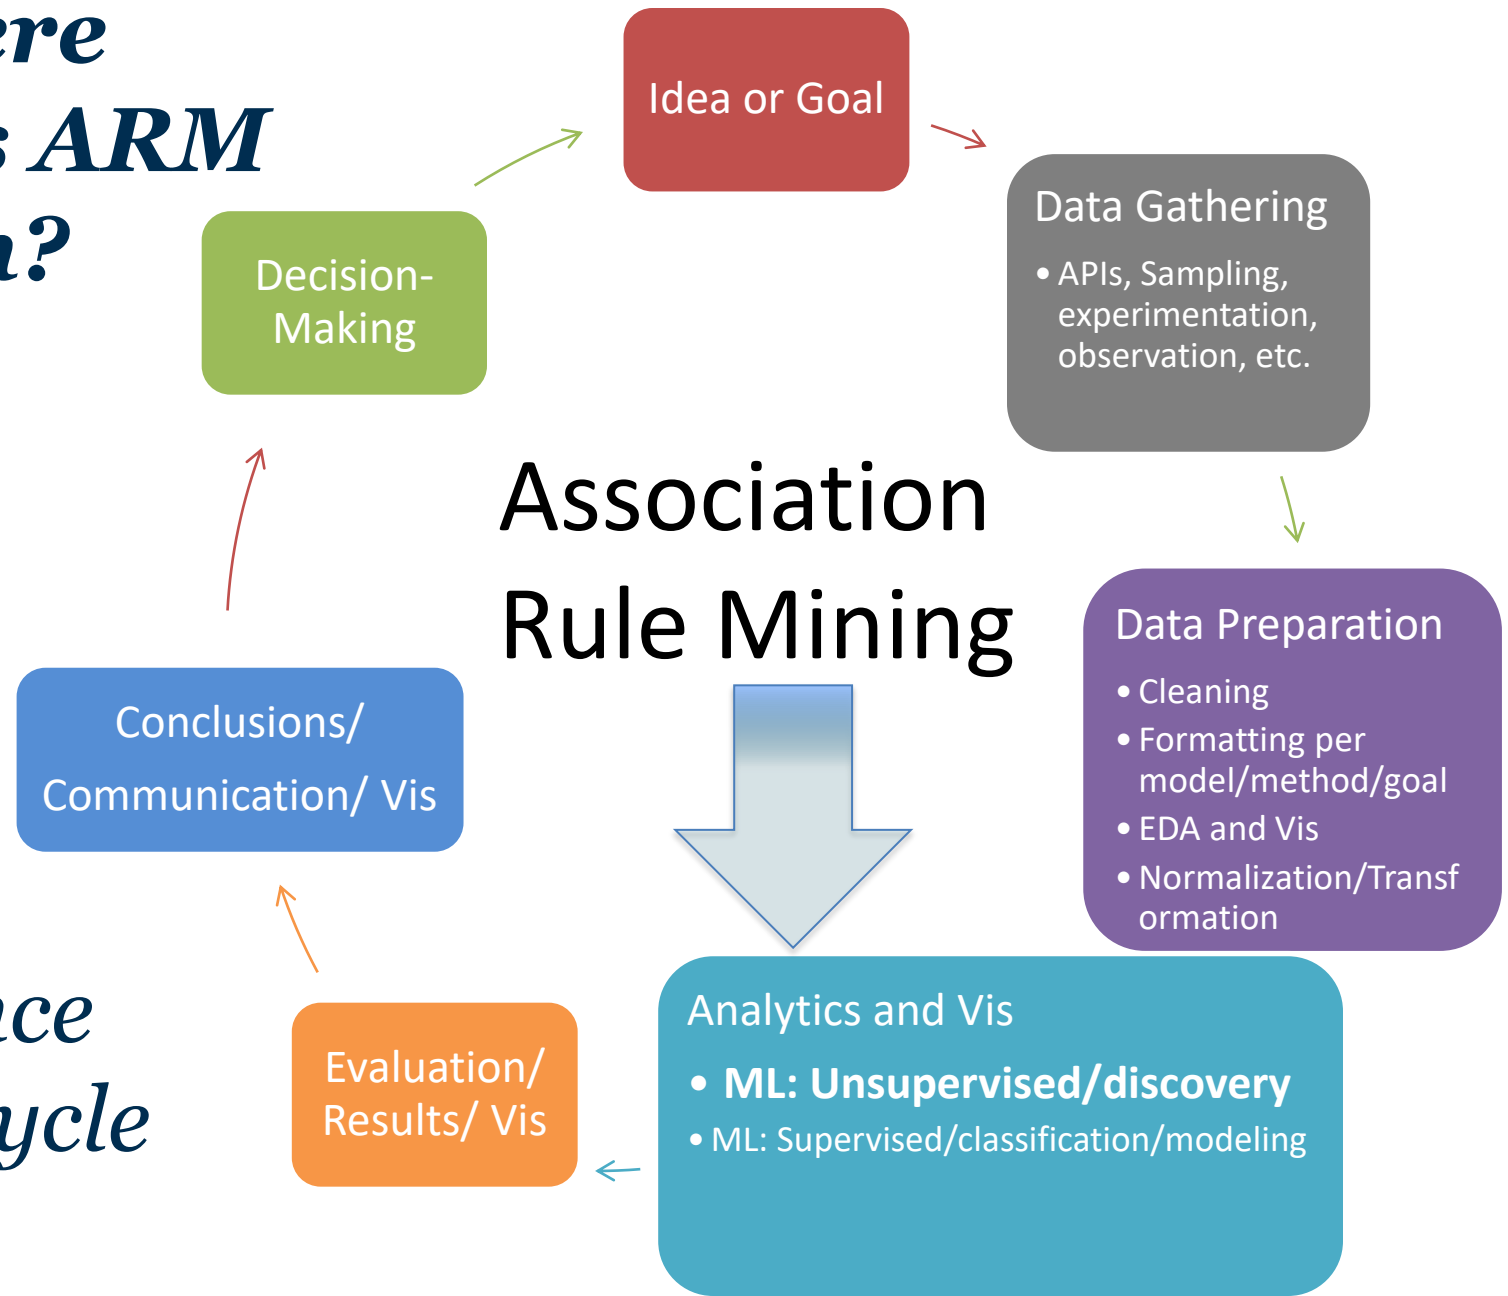 ARM
?
Idea or Goal
Data Gathering
• APIs, Sampling,
experimentation,
observation, etc.
Decision-
Making
Association
Rule Mining
Data Preparation
• Cleaning
• Formatting per
model/method/goal
• EDA and Vis
• Normalization/Transf
ormation
Conclusions/
Communication/ Vis
Analytics and Vis
• ML: Unsupervised/discovery
• ML: Supervised/classification/modeling
Evaluation/
Results/ Vis